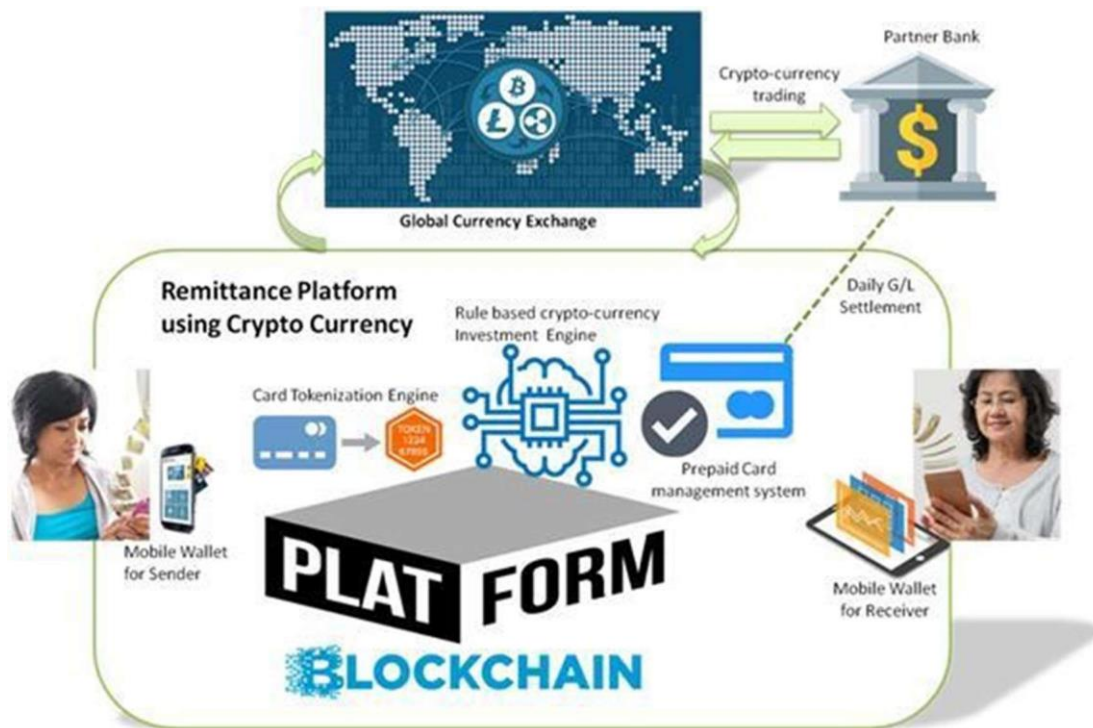 Partner Bank
Crypto-currency
trading
$
Global Currency Exchange
Daily G/L
Settlement
Remittance Platform
using Crypto Currency
Rule based crypto-currency
Investment Engine
Card Tokenization Engine
TOKEN
1234
Prepaid Card
management system
Mobile Wallet
for Sender
PLAT FORM
Mobile Wallet
for Receiver
BLOCKCHAIN